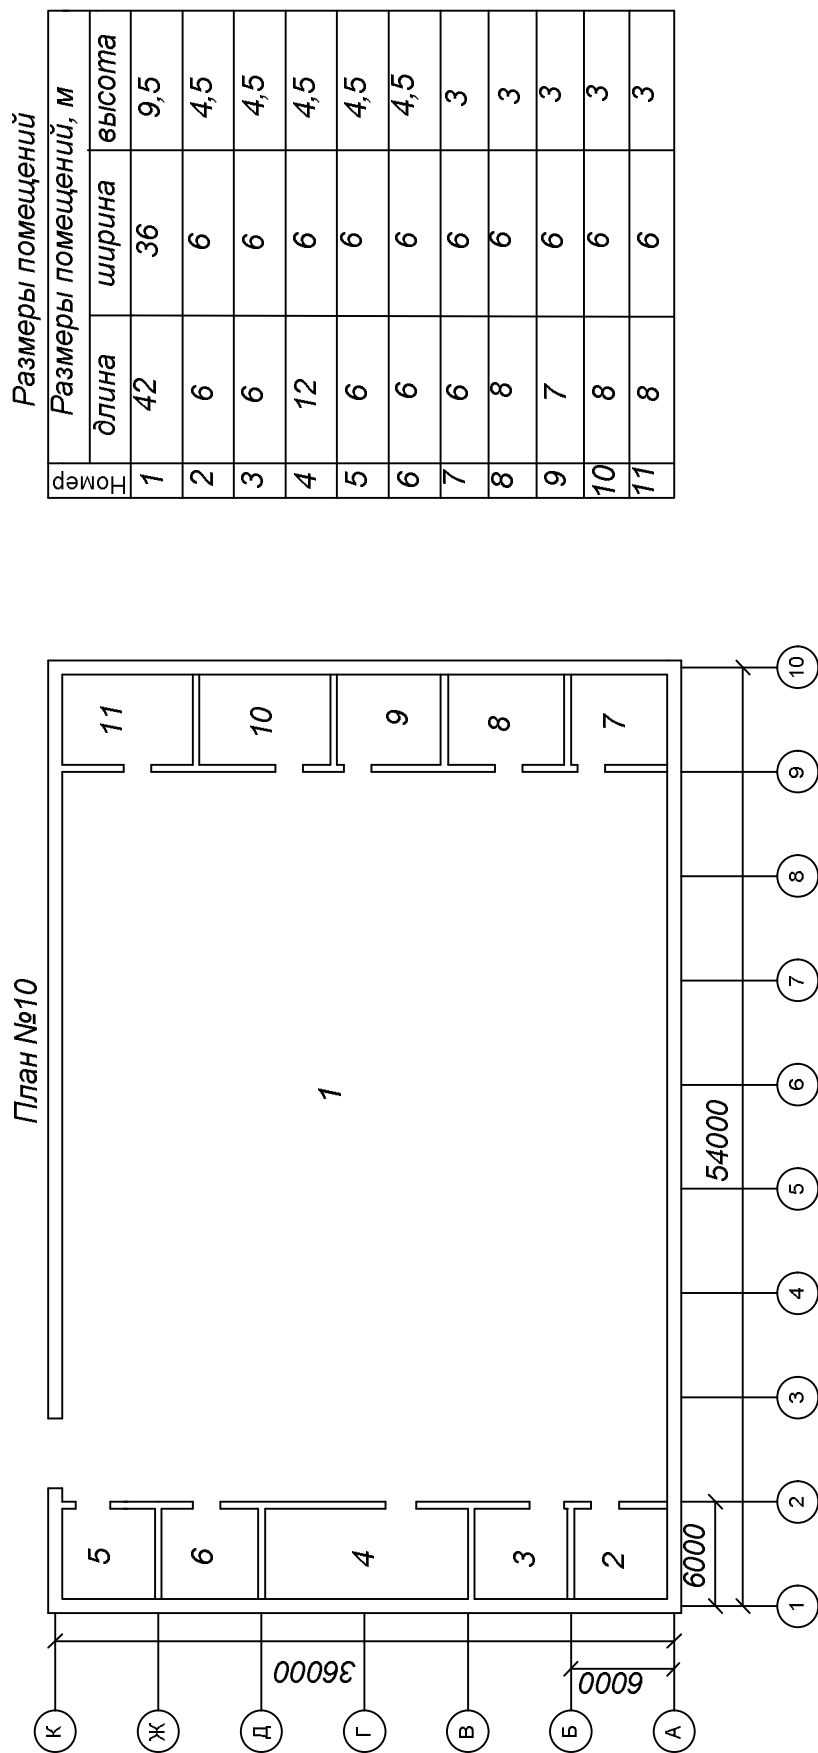 План №10
5
6
4
3
2
1
11
10
9
8
7
К
Ж
Д
Г
В
Б
А
36000
6000
6000
54000
1
2
3
4
5
6
7
8
9
10
Размеры помещений
Номер Размеры помещений, м
длина ширина высота
1 42 36 9,5
2 6 6 4,5
3 6 6 4,5
4 12 6 4,5
5 6 6 4,5
6 6 6 4,5
7 6 6 3
8 8 6 3
9 7 6 3
10 8 6 3
11 8 6 3